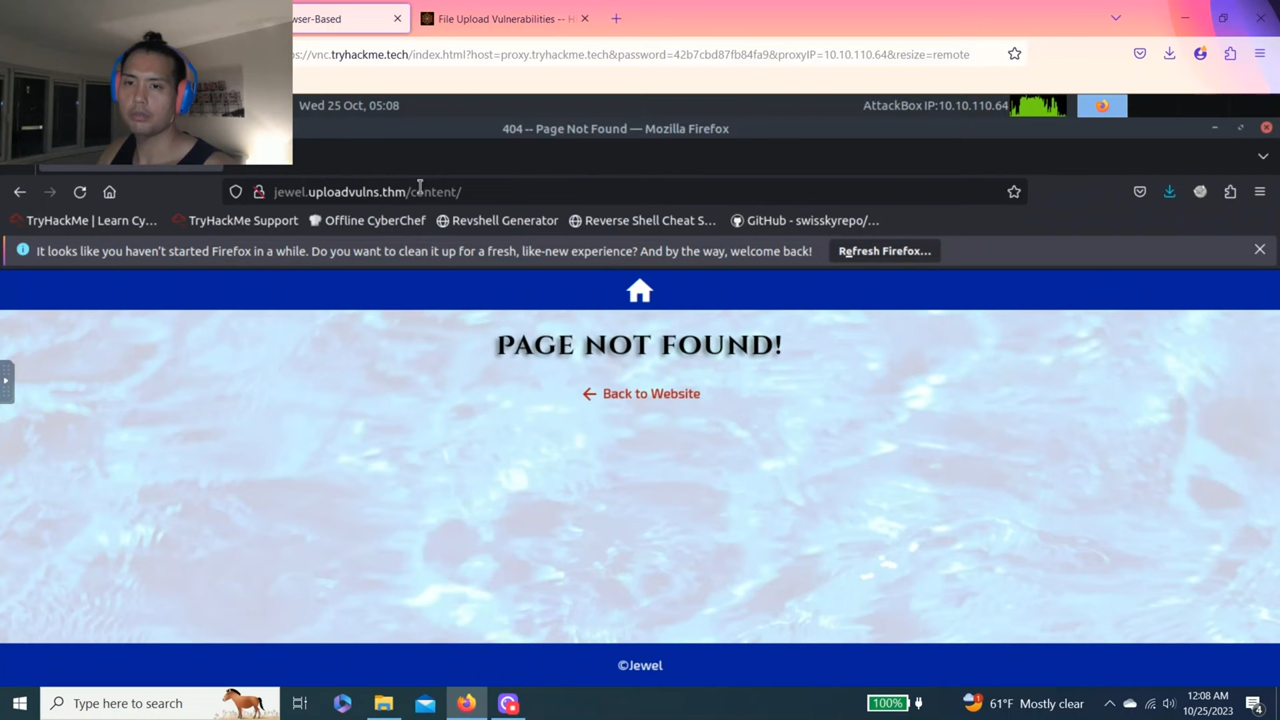 wser-Based
File Upload Vulnerabilities -- H
s://vnc.tryhackme.tech/index.html?host=proxy.tryhackme.tech&password=42b7cbd87fb84fa9&proxyIP=10.10.110.64&resize=remote
Wed 25 Oct, 05:08
AttackBox IP:10.10.110.64
404 -- Page Not Found — Mozilla Firefox
jewel.uploadvulns.thm/content/
TryHackMe | Learn Cy...
TryHackMe Support
Offline CyberChef
Revshell Generator
Reverse Shell Cheat S...
GitHub - swisskyrepo/...
It looks like you haven't started Firefox in a while. Do you want to clean it up for a fresh, like-new experience? And by the way, welcome back!
Refresh Firefox...
PAGE NOT FOUND!
Back to Website
©Jewel
Type here to search
100%
61°F Mostly clear
12:08 AM
10/25/2023
4